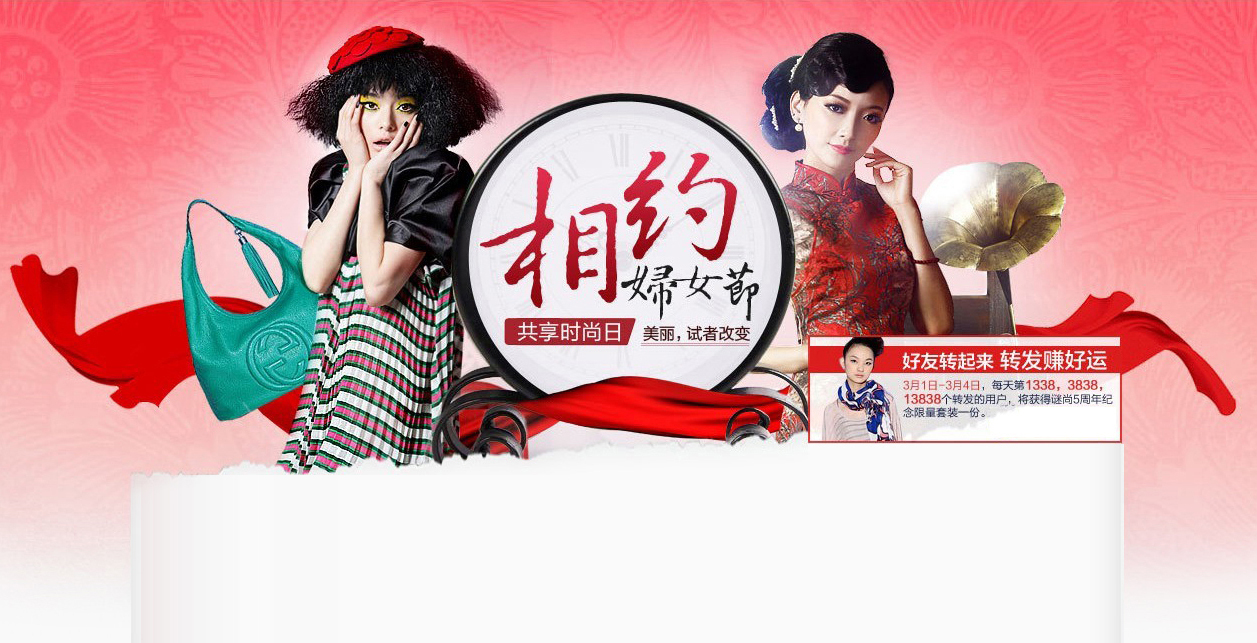 相约
婦女節
共享时尚日 美丽，试者改变
好友转起来 转发赚好运
3月1日-3月4日，每天第1338，3838，
13838个转发的用户，将获得谜尚5周年纪
念限量套装一份。